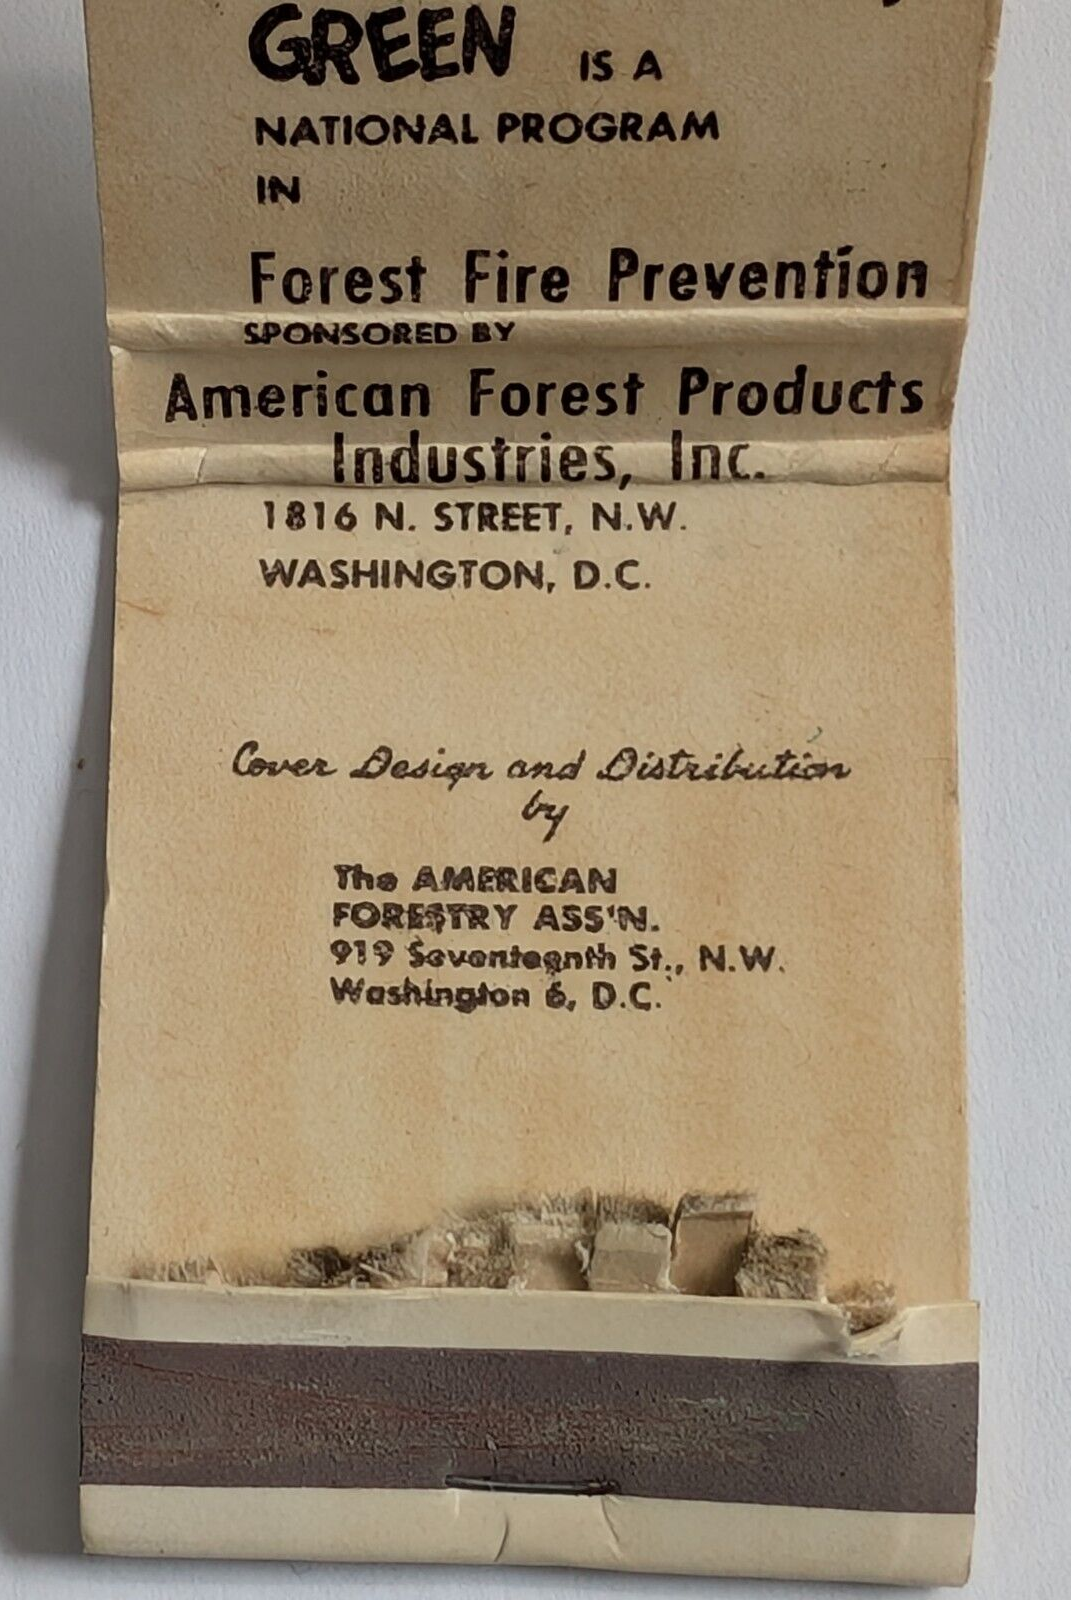 GREEN IS A
NATIONAL PROGRAM
IN
Forest Fire Prevention
SPONSORED BY
American Forest Products
Industries, Inc.
1816 N. STREET, N.W.
WASHINGTON, D.C.
Cover Design and Distribution
by
The AMERICAN
FORESTRY ASS'N.
919 Seventeenth St., N.W.
Washington 6, D.C.